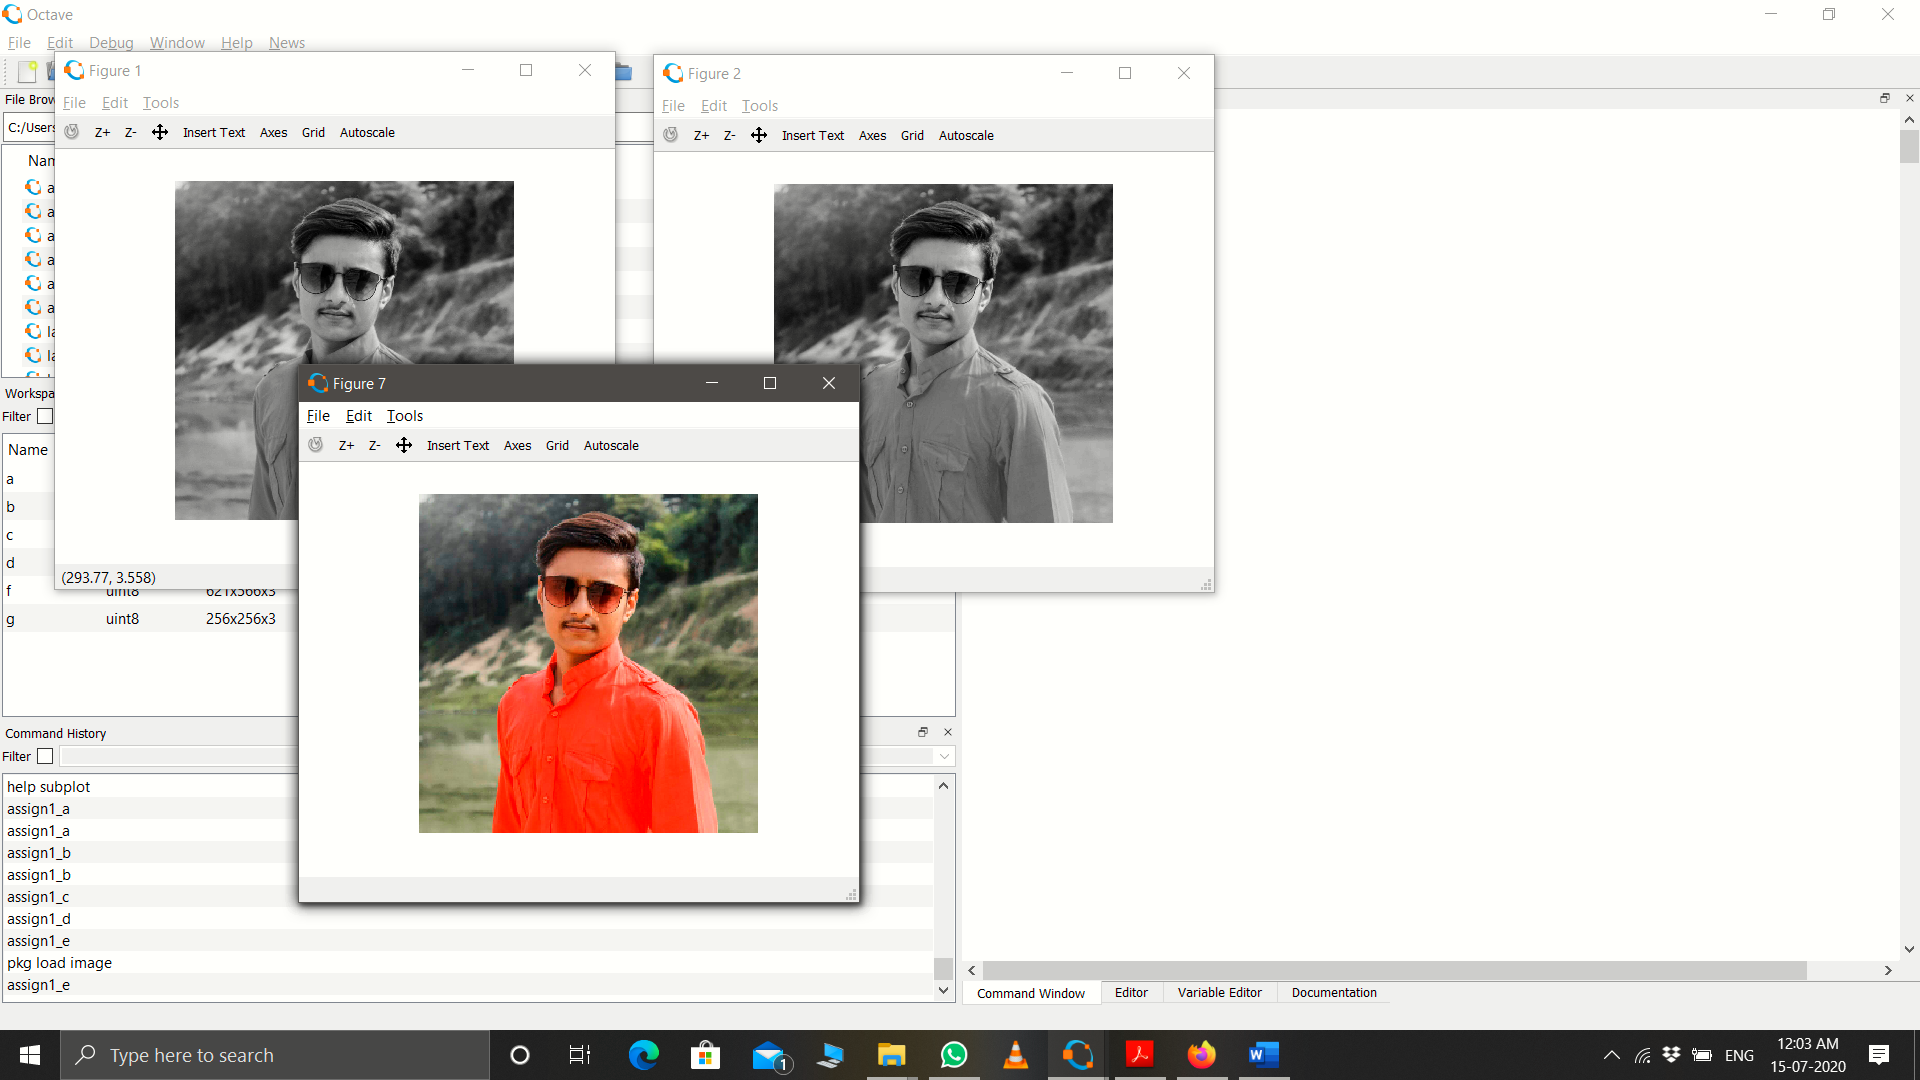 Octave
File Edit Debug Window Help News
Figure 1
File Edit Tools
Z+ Z- Insert Text Axes Grid Autoscale
(293.77, 3.558)
Figure 2
File Edit Tools
Z+ Z- Insert Text Axes Grid Autoscale
Figure 7
File Edit Tools
Z+ Z- Insert Text Axes Grid Autoscale
File
C:/Users
a
a
a
a
a
a
Filter
Name
a
b
c
d
f uint8 621x566x3
g uint8 256x256x3
Command History
Filter
help subplot
assign1_a
assign1_a
assign1_b
assign1_b
assign1_c
assign1_d
assign1_e
pkg load image
assign1_e
Command Window Editor Variable Editor Documentation
Type here to search
1
ENG
12:03 AM
15-07-2020